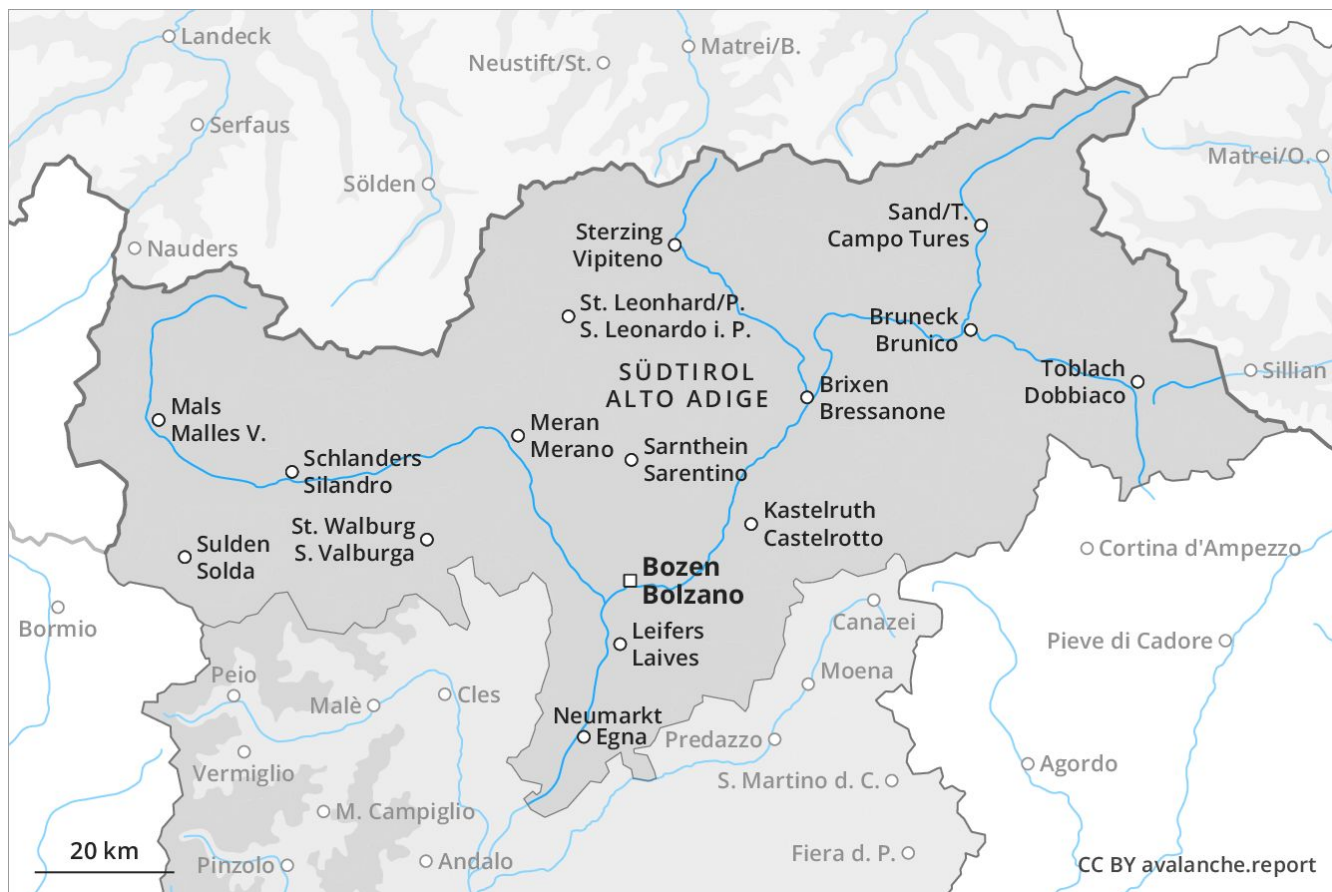 Landeck
Matrei/B.
Neustift/St.
Serfaus
Matrei/O.
Sölden
Sand/T.
Campo Tures
Sterzing
Vipiteno
Nauders
St. Leonhard/P.
S. Leonardo i. P.
Bruneck
Brunico
SÜDTIROL
ALTO ADIGE
Toblach
Dobbiaco
Sillian
Brixen
Bressanone
Mals
Malles V.
Meran
Merano
Sarnthein
Sarentino
Schlanders
Silandro
Kastelruth
Castelrotto
St. Walburg
S. Valburga
Sulden
Solda
Cortina d'Ampezzo
Bozen
Bolzano
Bormio
Canazei
Leifers
Laives
Pieve di Cadore
Peio
Moena
Cles
Malè
Neumarkt
Egna
Predazzo
Vermiglio
Agordo
S. Martino d. C.
M. Campiglio
20 km
Pinzolo
Andalo
Fiera d. P.
CC BY avalanche.report